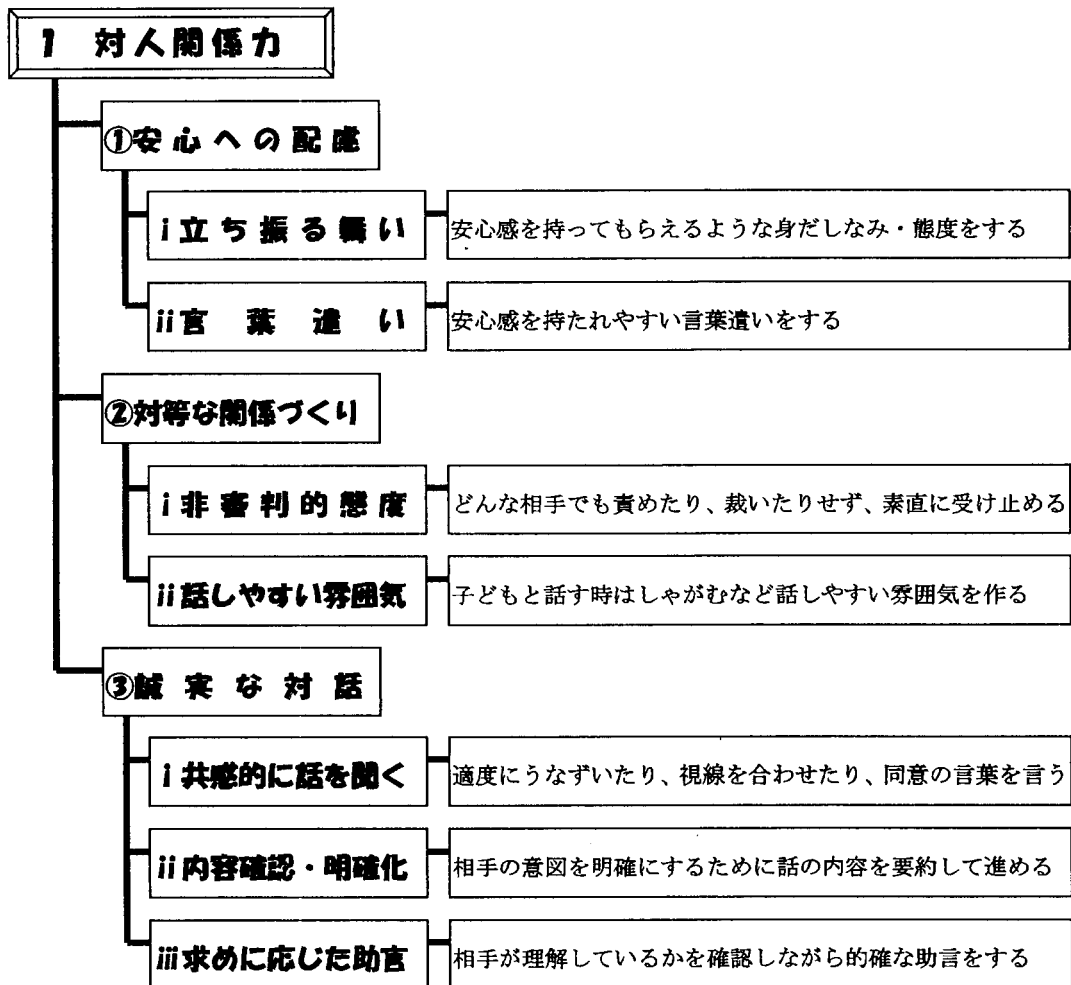 1 対人関係力
①安心への配慮
i 立ち振る舞い
安心感を持ってもらえるような身だしなみ・態度をする
ii 言葉遣い
安心感を持たれやすい言葉遣いをする
②対等な関係づくり
i 非審判的態度
どんな相手でも責めたり、裁いたりせず、素直に受け止める
ii 話しやすい雰囲気
子どもと話す時はしゃがむなど話しやすい雰囲気を作る
③誠実な対話
i 共感的に話を聞く
適度にうなずいたり、視線を合わせたり、同意の言葉を言う
ii 内容確認・明確化
相手の意図を明確にするために話の内容を要約して進める
iii 求めに応じた助言
相手が理解しているかを確認しながら的確な助言をする